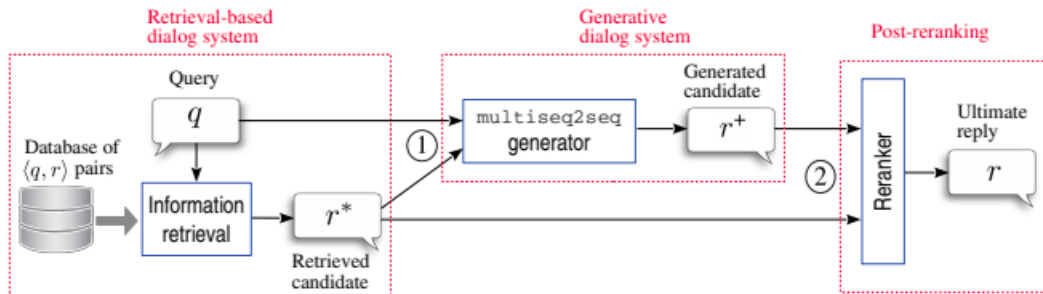 Retrieval-based
dialog system
Generative
dialog system
Post-reranking
Query
q
Database of
⟨q, r⟩ pairs
Information
retrieval
r*
Retrieved
candidate
①
multiseq2seq
generator
Generated
candidate
r⁺
②
Reranker
Ultimate
reply
r